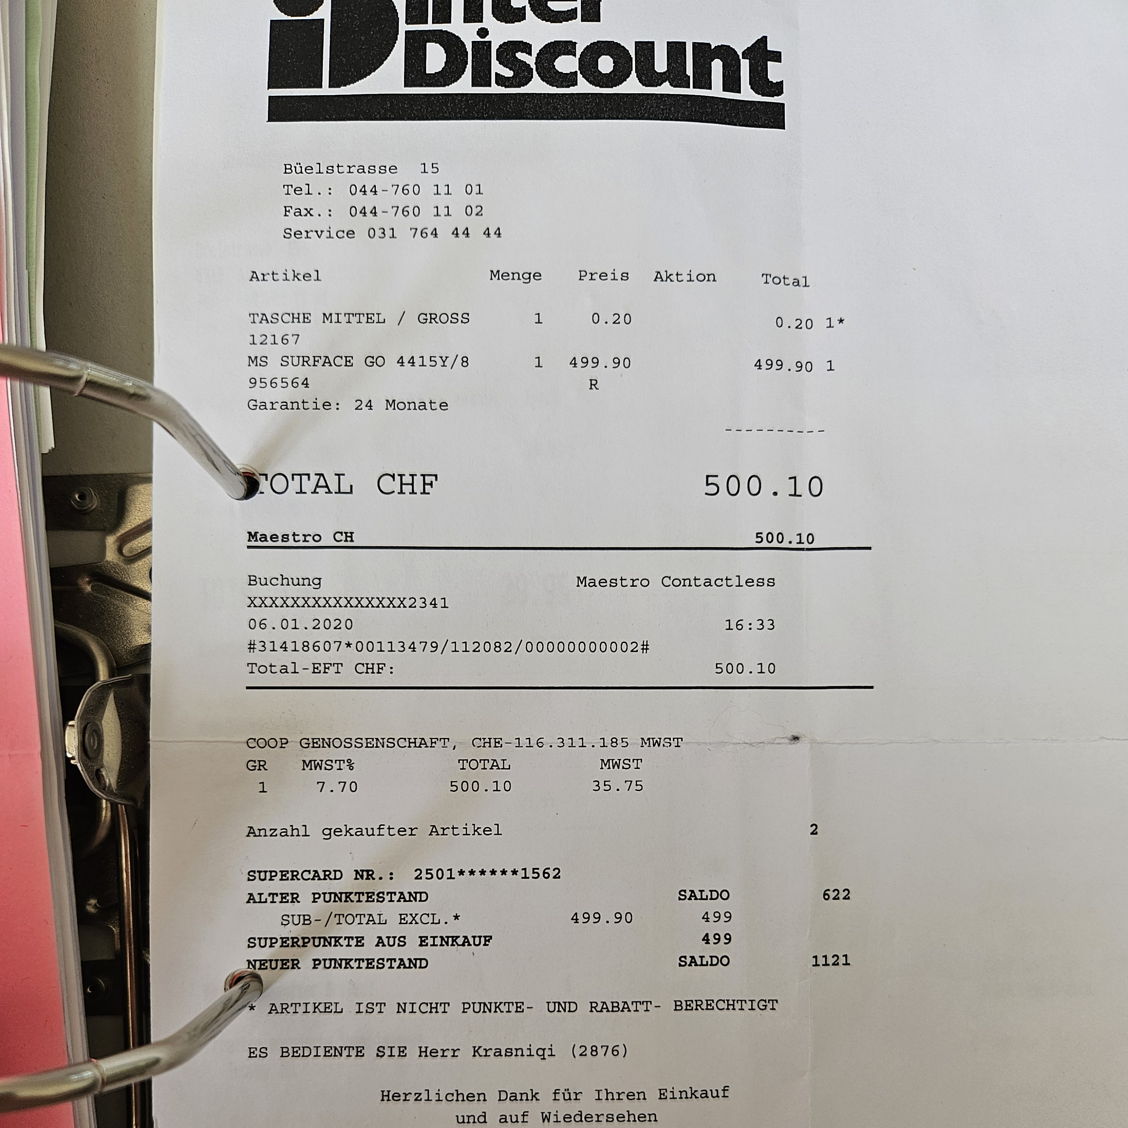 inter
Discount
Büelstrasse 15
Tel.: 044-760 11 01
Fax.: 044-760 11 02
Service 031 764 44 44
Artikel Menge Preis Aktion Total
TASCHE MITTEL / GROSS 1 0.20 0.20 1*
12167
MS SURFACE GO 4415Y/8 1 499.90 499.90 1
956564 R
Garantie: 24 Monate
----------
TOTAL CHF 500.10
Maestro CH 500.10
Buchung Maestro Contactless
XXXXXXXXXXXXXXX2341
06.01.2020 16:33
#31418607*00113479/112082/00000000002#
Total-EFT CHF: 500.10
COOP GENOSSENSCHAFT, CHE-116.311.185 MWST
GR MWST% TOTAL MWST
1 7.70 500.10 35.75
Anzahl gekaufter Artikel 2
SUPERCARD NR.: 2501******1562
ALTER PUNKTESTAND SALDO 622
SUB-/TOTAL EXCL.* 499.90 499
SUPERPUNKTE AUS EINKAUF 499
NEUER PUNKTESTAND SALDO 1121
* ARTIKEL IST NICHT PUNKTE- UND RABATT- BERECHTIGT
ES BEDIENTE SIE Herr Krasniqi (2876)
Herzlichen Dank für Ihren Einkauf
und auf Wiedersehen